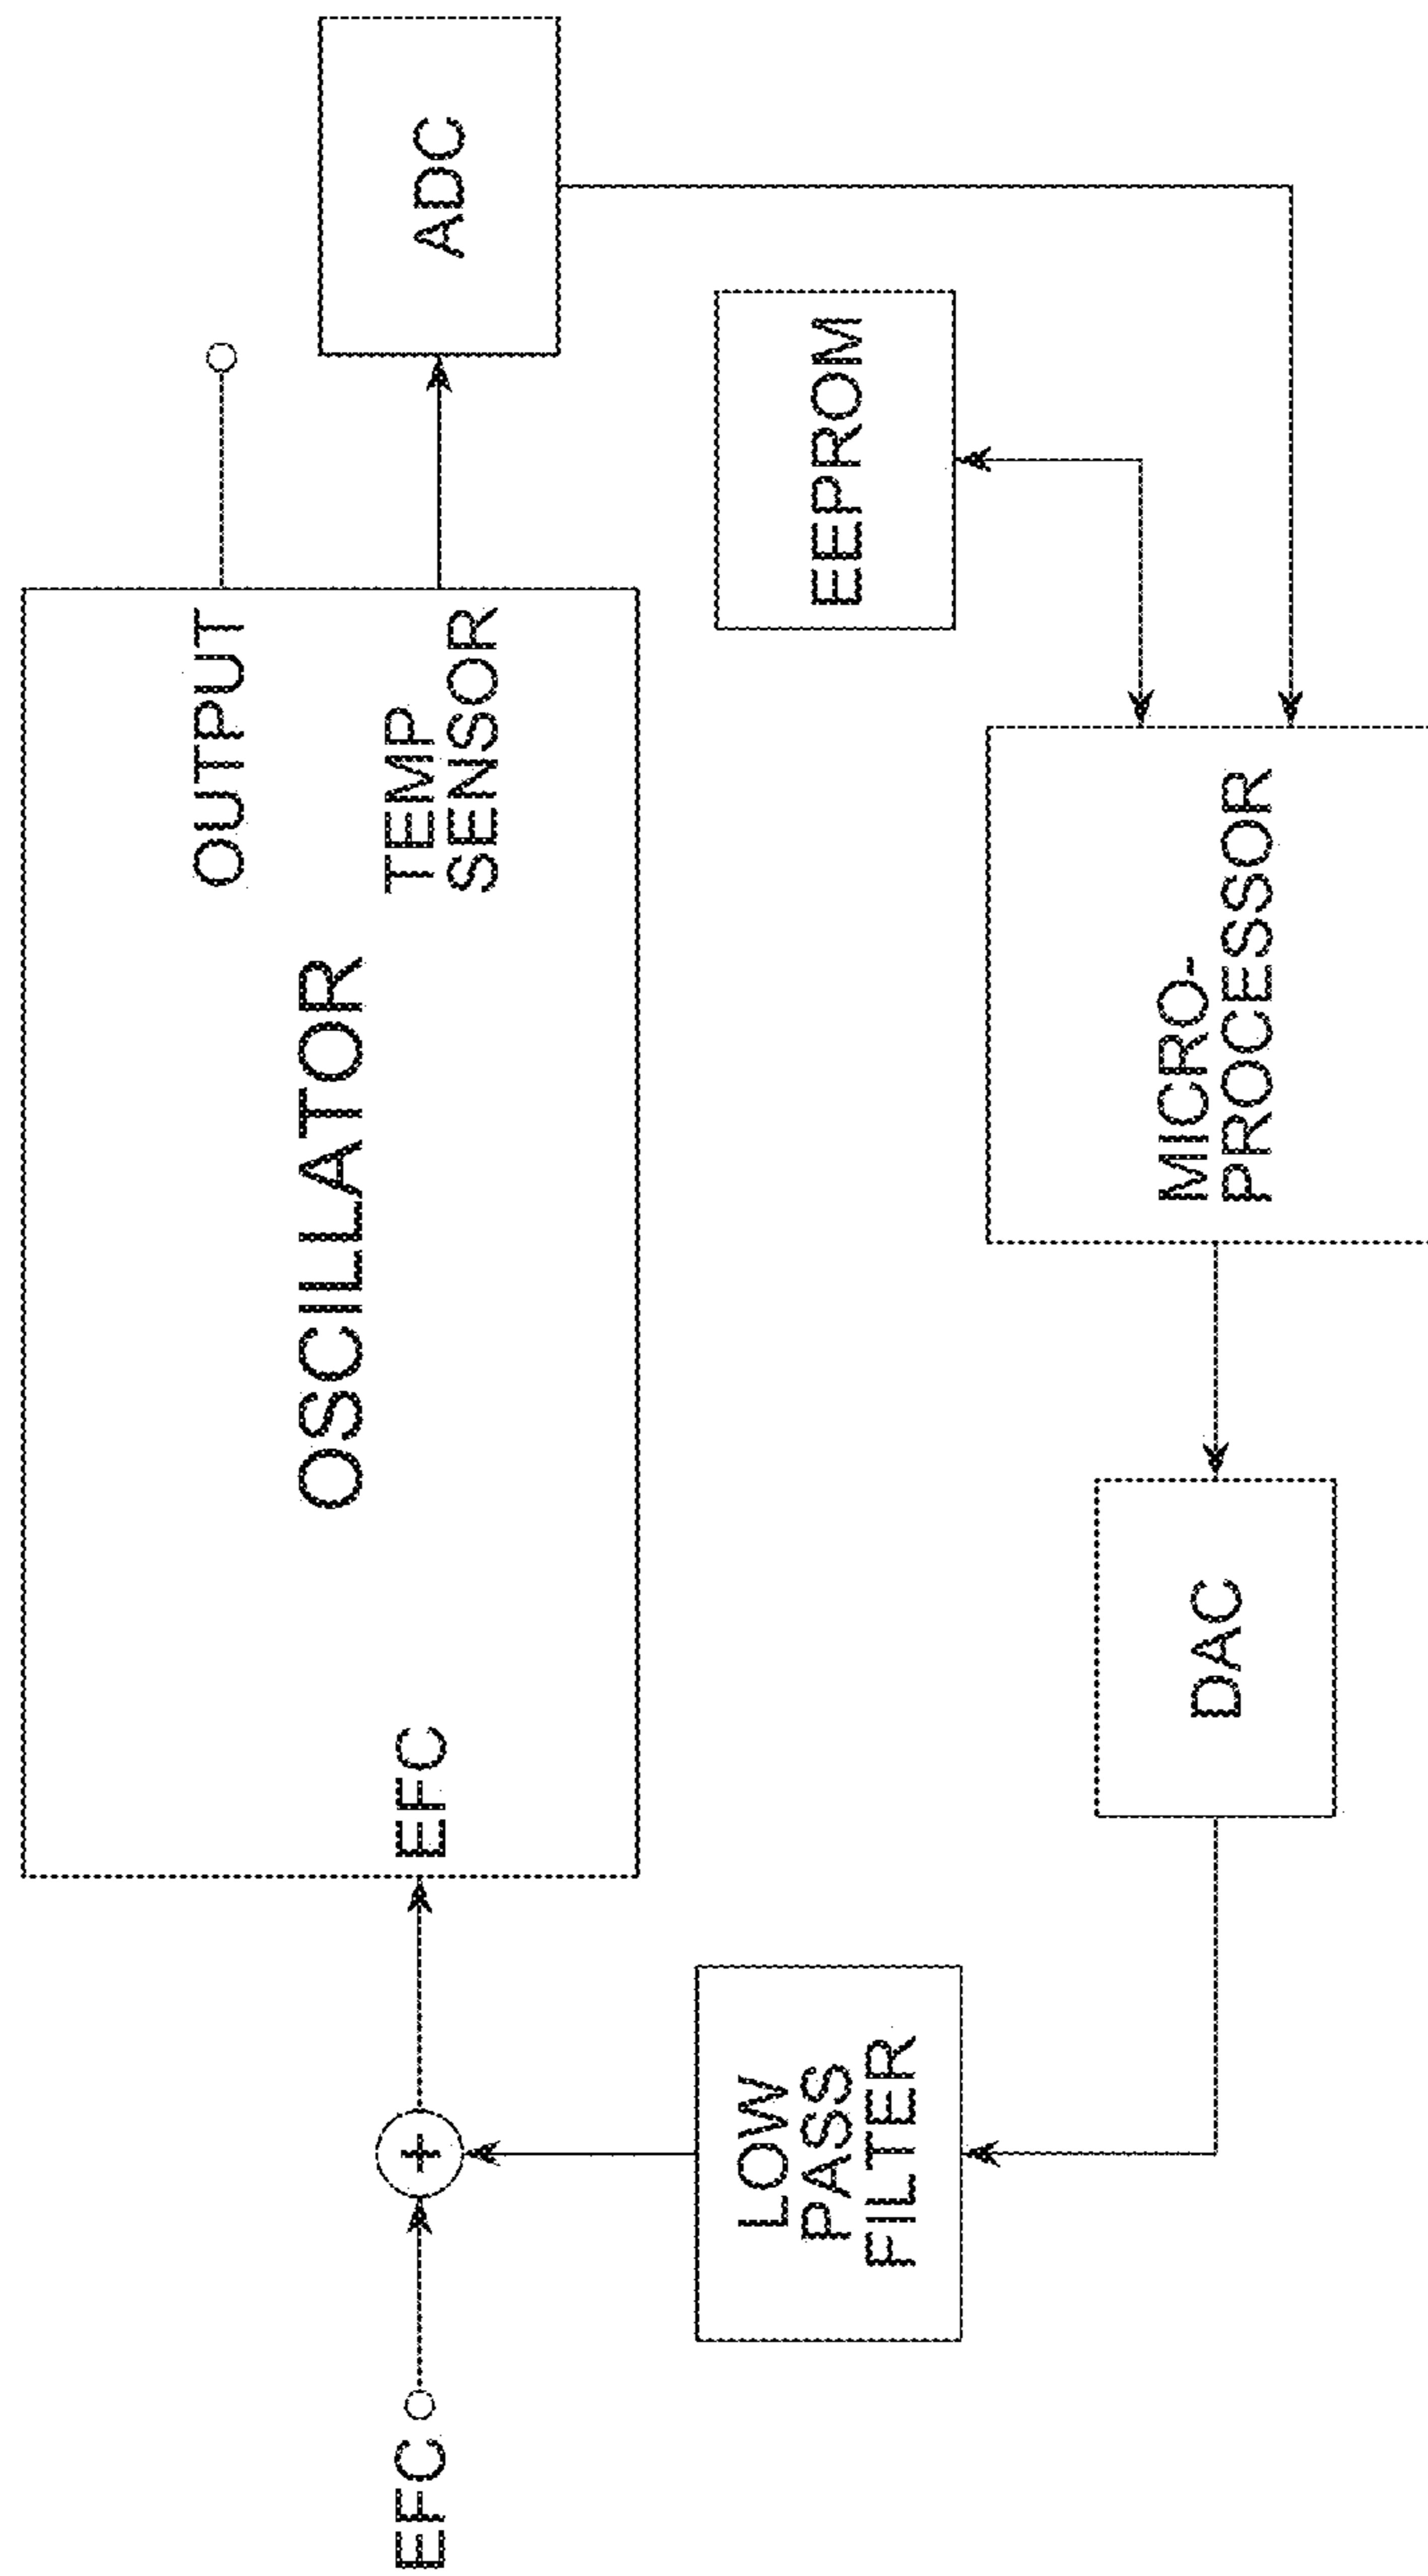 OUTPUT
ADC
OSCILLATOR
TEMP
SENSOR
EFC
EFC
+
EEPROM
LOW
PASS
FILTER
MICRO-
PROCESSOR
DAC